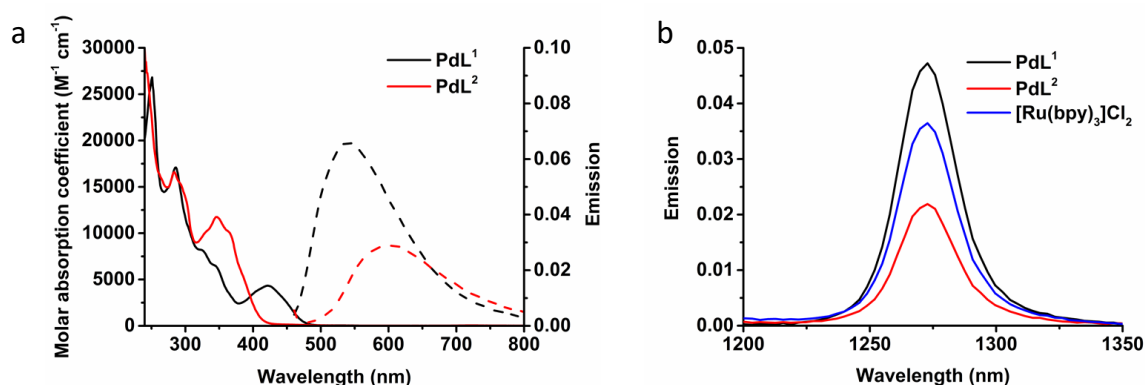 a
30000
25000
20000
15000
10000
5000
0
Molar absorption coefficient (M⁻¹ cm⁻¹)
PdL¹
PdL²
0.10
0.08
0.06
0.04
0.02
0.00
Emission
300 400 500 600 700 800
Wavelength (nm)
b
0.05
0.04
0.03
0.02
0.01
0.00
Emission
PdL¹
PdL²
[Ru(bpy)₃]Cl₂
1200 1250 1300 1350
Wavelength (nm)